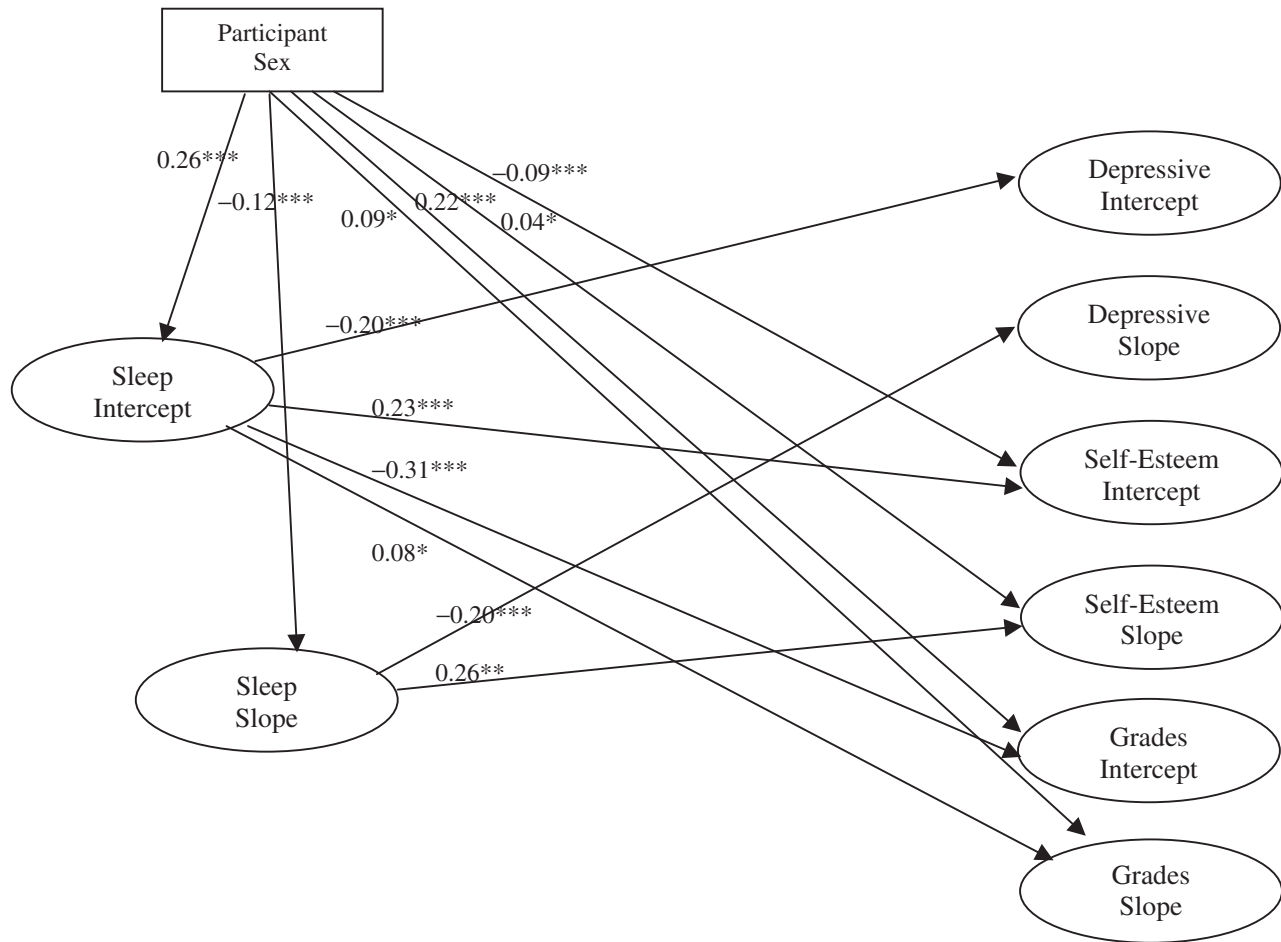 Participant
Sex
0.26***
−0.12***
0.09*
0.22***
0.04*
−0.09***
Depressive
Intercept
Depressive
Slope
−0.20***
Sleep
Intercept
0.23***
−0.31***
0.08*
Self-Esteem
Intercept
−0.20***
0.26**
Self-Esteem
Slope
Sleep
Slope
Grades
Intercept
Grades
Slope